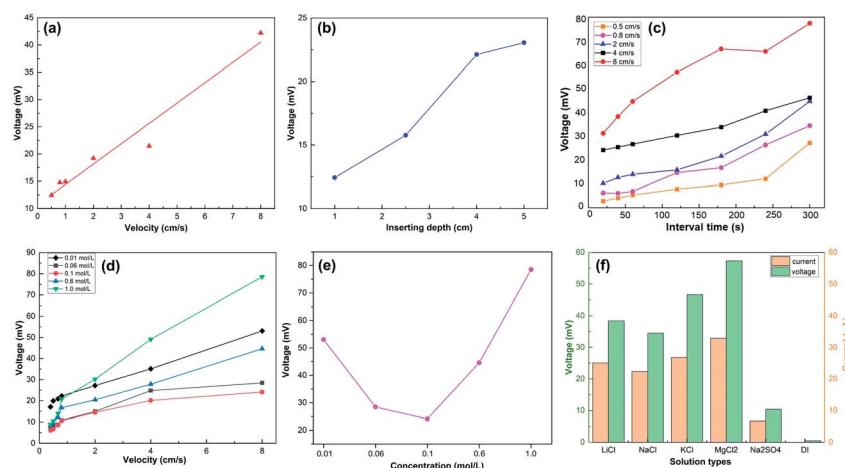 (a)
Voltage (mV)
45
40
35
30
25
20
15
10
0 1 2 3 4 5 6 7 8
Velocity (cm/s)
(b)
Voltage (mV)
25
20
15
10
1 2 3 4 5
Inserting depth (cm)
(c)
0.5 cm/s
0.8 cm/s
2 cm/s
4 cm/s
8 cm/s
Voltage (mV)
80
70
60
50
40
30
20
10
0
0 50 100 150 200 250 300
Interval time (s)
(d)
0.01 mol/L
0.06 mol/L
0.1 mol/L
0.6 mol/L
1.0 mol/L
Voltage (mV)
90
80
70
60
50
40
30
20
10
0
0 2 4 6 8
Velocity (cm/s)
(e)
Voltage (mV)
80
70
60
50
40
30
20
0.01 0.06 0.1 0.6 1.0
Concentration (mol/L)
(f)
current
voltage
Voltage (mV)
60
50
40
30
20
10
0
60
50
40
30
20
10
0
LiCl NaCl KCl MgCl2 Na2SO4 DI
Solution types